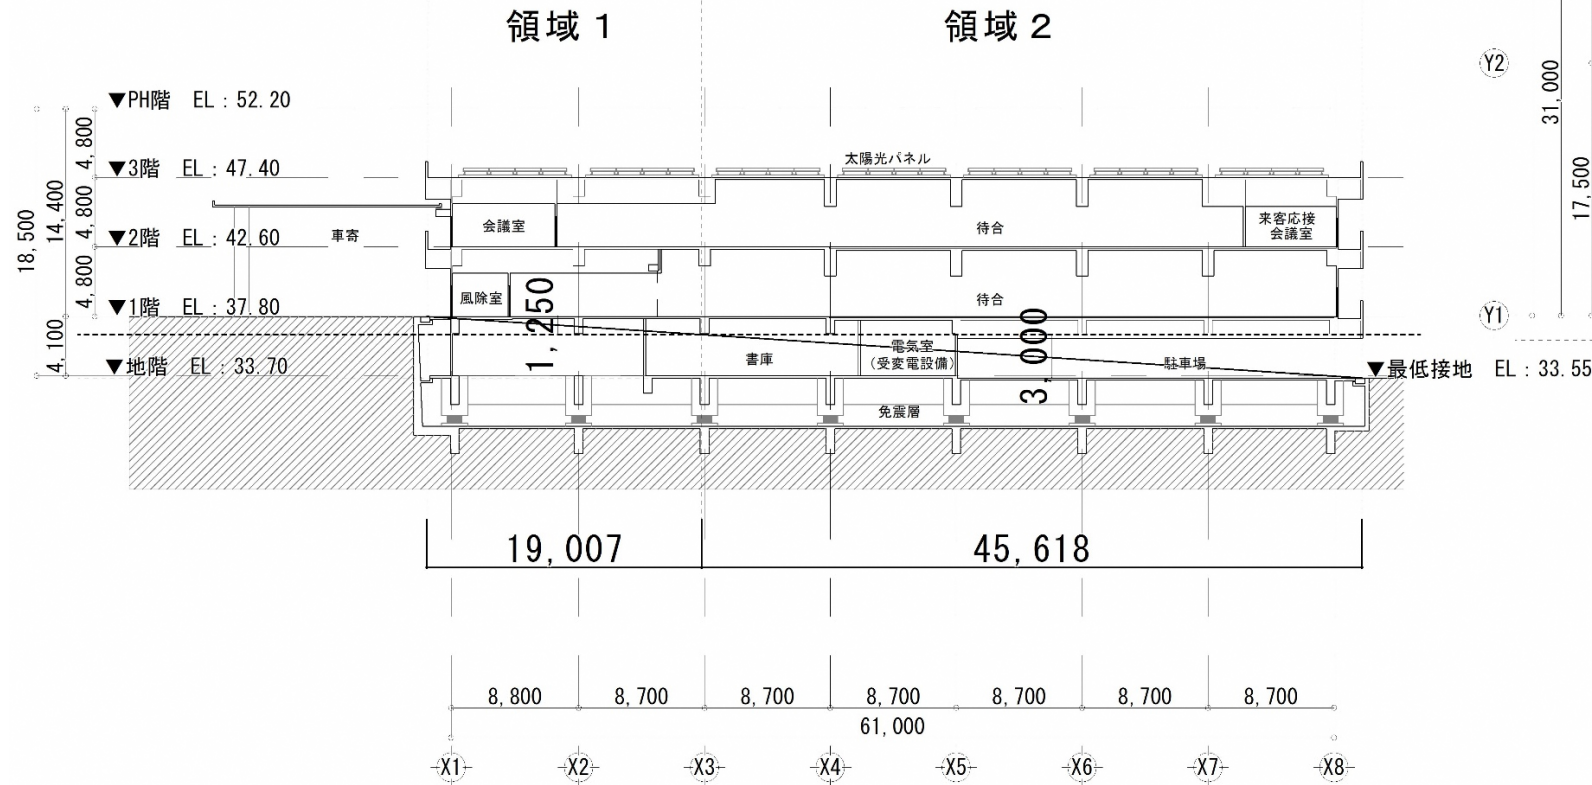 領域１
領域２
Y2
31,000
▼PH階 EL：52.20
4,800
▼3階 EL：47.40
太陽光パネル
17,500
14,400
4,800
18,500
会議室
待合
来客応接
会議室
車寄
▼2階 EL：42.60
4,800
風除室
1,250
待合
▼1階 EL：37.80
3,000
Y1
4,100
書庫
電気室
(受変電設備)
駐車場
▼地階 EL：33.70
▼最低接地 EL：33.55
免震層
19,007
45,618
8,800
8,700
8,700
8,700
8,700
8,700
8,700
61,000
X1
X2
X3
X4
X5
X6
X7
X8